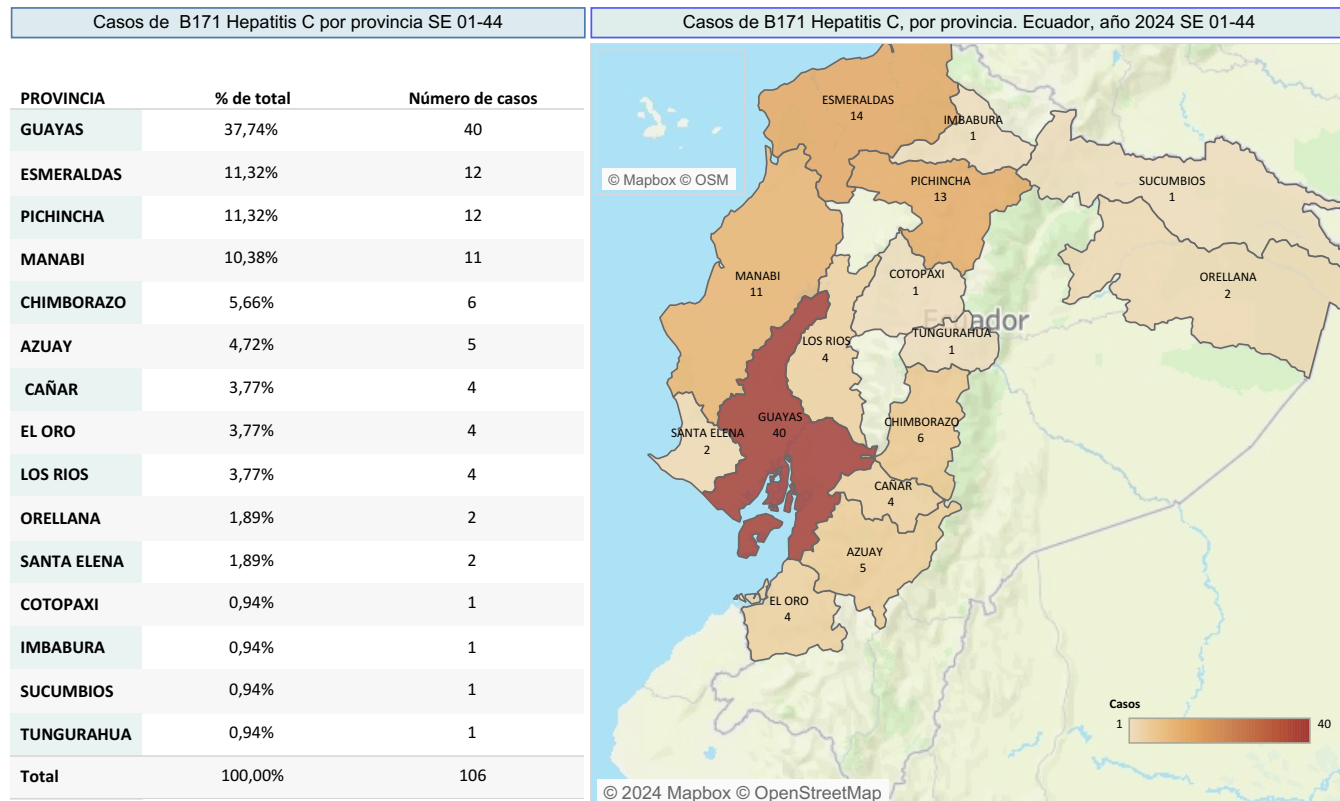 Casos de B171 Hepatitis C por provincia SE 01-44
PROVINCIA % de total Número de casos
GUAYAS 37,74% 40
ESMERALDAS 11,32% 12
PICHINCHA 11,32% 12
MANABI 10,38% 11
CHIMBORAZO 5,66% 6
AZUAY 4,72% 5
CAÑAR 3,77% 4
EL ORO 3,77% 4
LOS RIOS 3,77% 4
ORELLANA 1,89% 2
SANTA ELENA 1,89% 2
COTOPAXI 0,94% 1
IMBABURA 0,94% 1
SUCUMBIOS 0,94% 1
TUNGURAHUA 0,94% 1
Total 100,00% 106
Casos de B171 Hepatitis C, por provincia. Ecuador, año 2024 SE 01-44
© Mapbox © OSM
ESMERALDAS
14
IMBABURA
1
PICHINCHA
13
SUCUMBIOS
1
MANABI
11
COTOPAXI
1
ORELLANA
2
Ecuador
TUNGURAHUA
1
LOS RIOS
4
GUAYAS
40
SANTA ELENA
2
CHIMBORAZO
6
CAÑAR
4
AZUAY
5
EL ORO
4
Casos
1 40
© 2024 Mapbox © OpenStreetMap